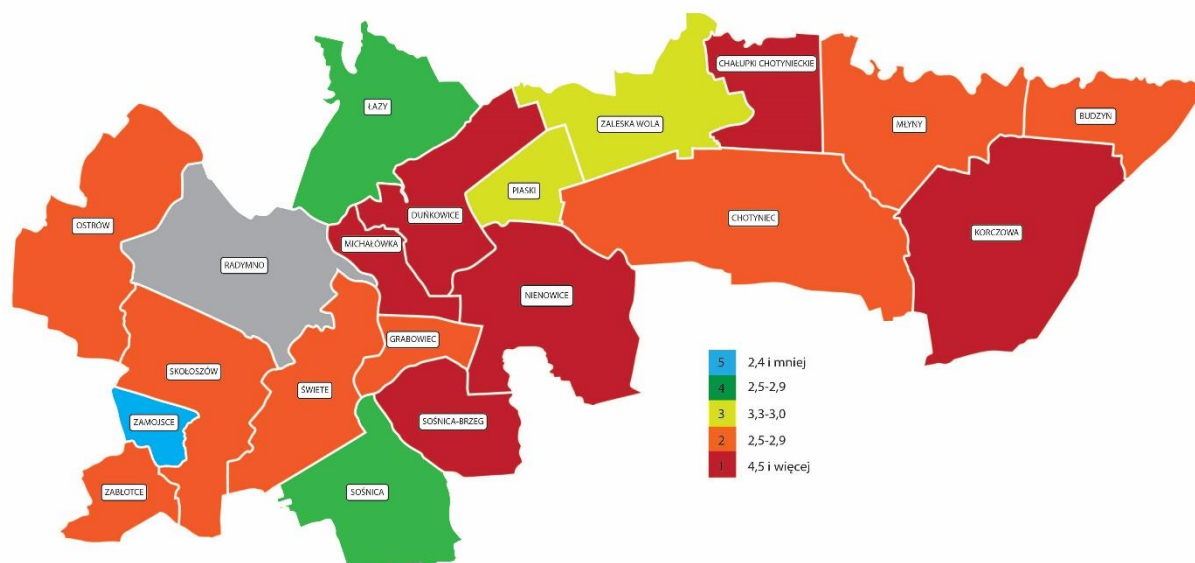 CHAŁUPKI CHOTYNIECKIE
ŁAZY
ZALESKA WOLA
MŁYNY
BUDZYŃ
PIASKI
OSTRÓW
DUŃKOWICE
CHOTYNIEC
KORCZOWA
MICHAŁÓWKA
RADYMNO
NIENOWICE
GRABOWIEC
SKOŁOSZÓW
ŚWIĘTE
ZAMOJSCE
SOŚNICA-BRZEG
ZABŁOTCE
SOŚNICA
5 2,4 i mniej
4 2,5-2,9
3 3,3-3,0
2 2,5-2,9
1 4,5 i więcej